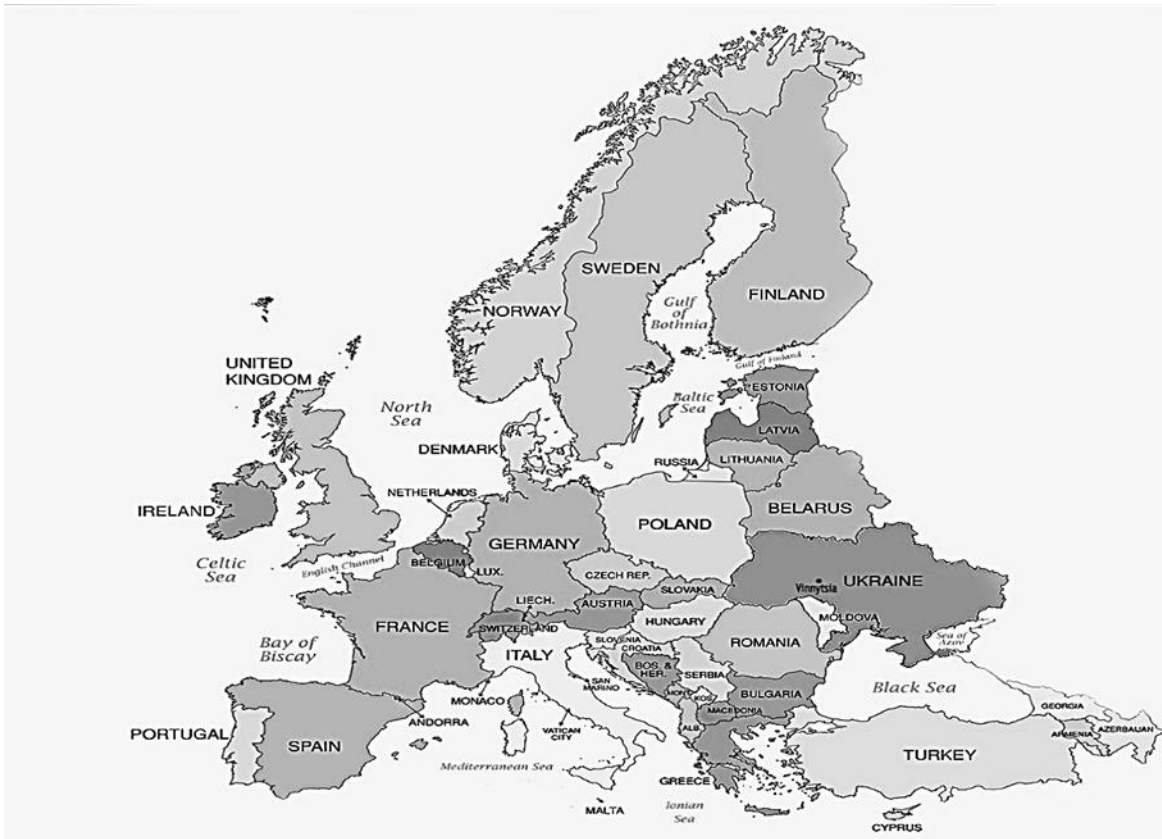 SWEDEN
FINLAND
NORWAY
Gulf
of
Bothnia
UNITED
KINGDOM
Gulf of Finland
ESTONIA
North
Sea
Baltic
Sea
LATVIA
DENMARK
LITHUANIA
RUSSIA
NETHERLANDS
BELARUS
IRELAND
POLAND
GERMANY
Celtic
Sea
English Channel
BELGIUM
LUX.
CZECH REP.
UKRAINE
Vinnytsia
SLOVAKIA
LIECH.
AUSTRIA
MOLDOVA
HUNGARY
FRANCE
SWITZERLAND
Sea of
Azov
Bay of
Biscay
ITALY
SLOVENIA
CROATIA
ROMANIA
BOS. &
HER.
SERBIA
SAN
MARINO
Black Sea
MONACO
MONT.
KOS.
BULGARIA
GEORGIA
ANDORRA
MACEDONIA
PORTUGAL
SPAIN
VATICAN
CITY
ALB.
ARMENIA
AZERBAIJAN
TURKEY
Mediterranean Sea
GREECE
MALTA
Ionian
Sea
CYPRUS